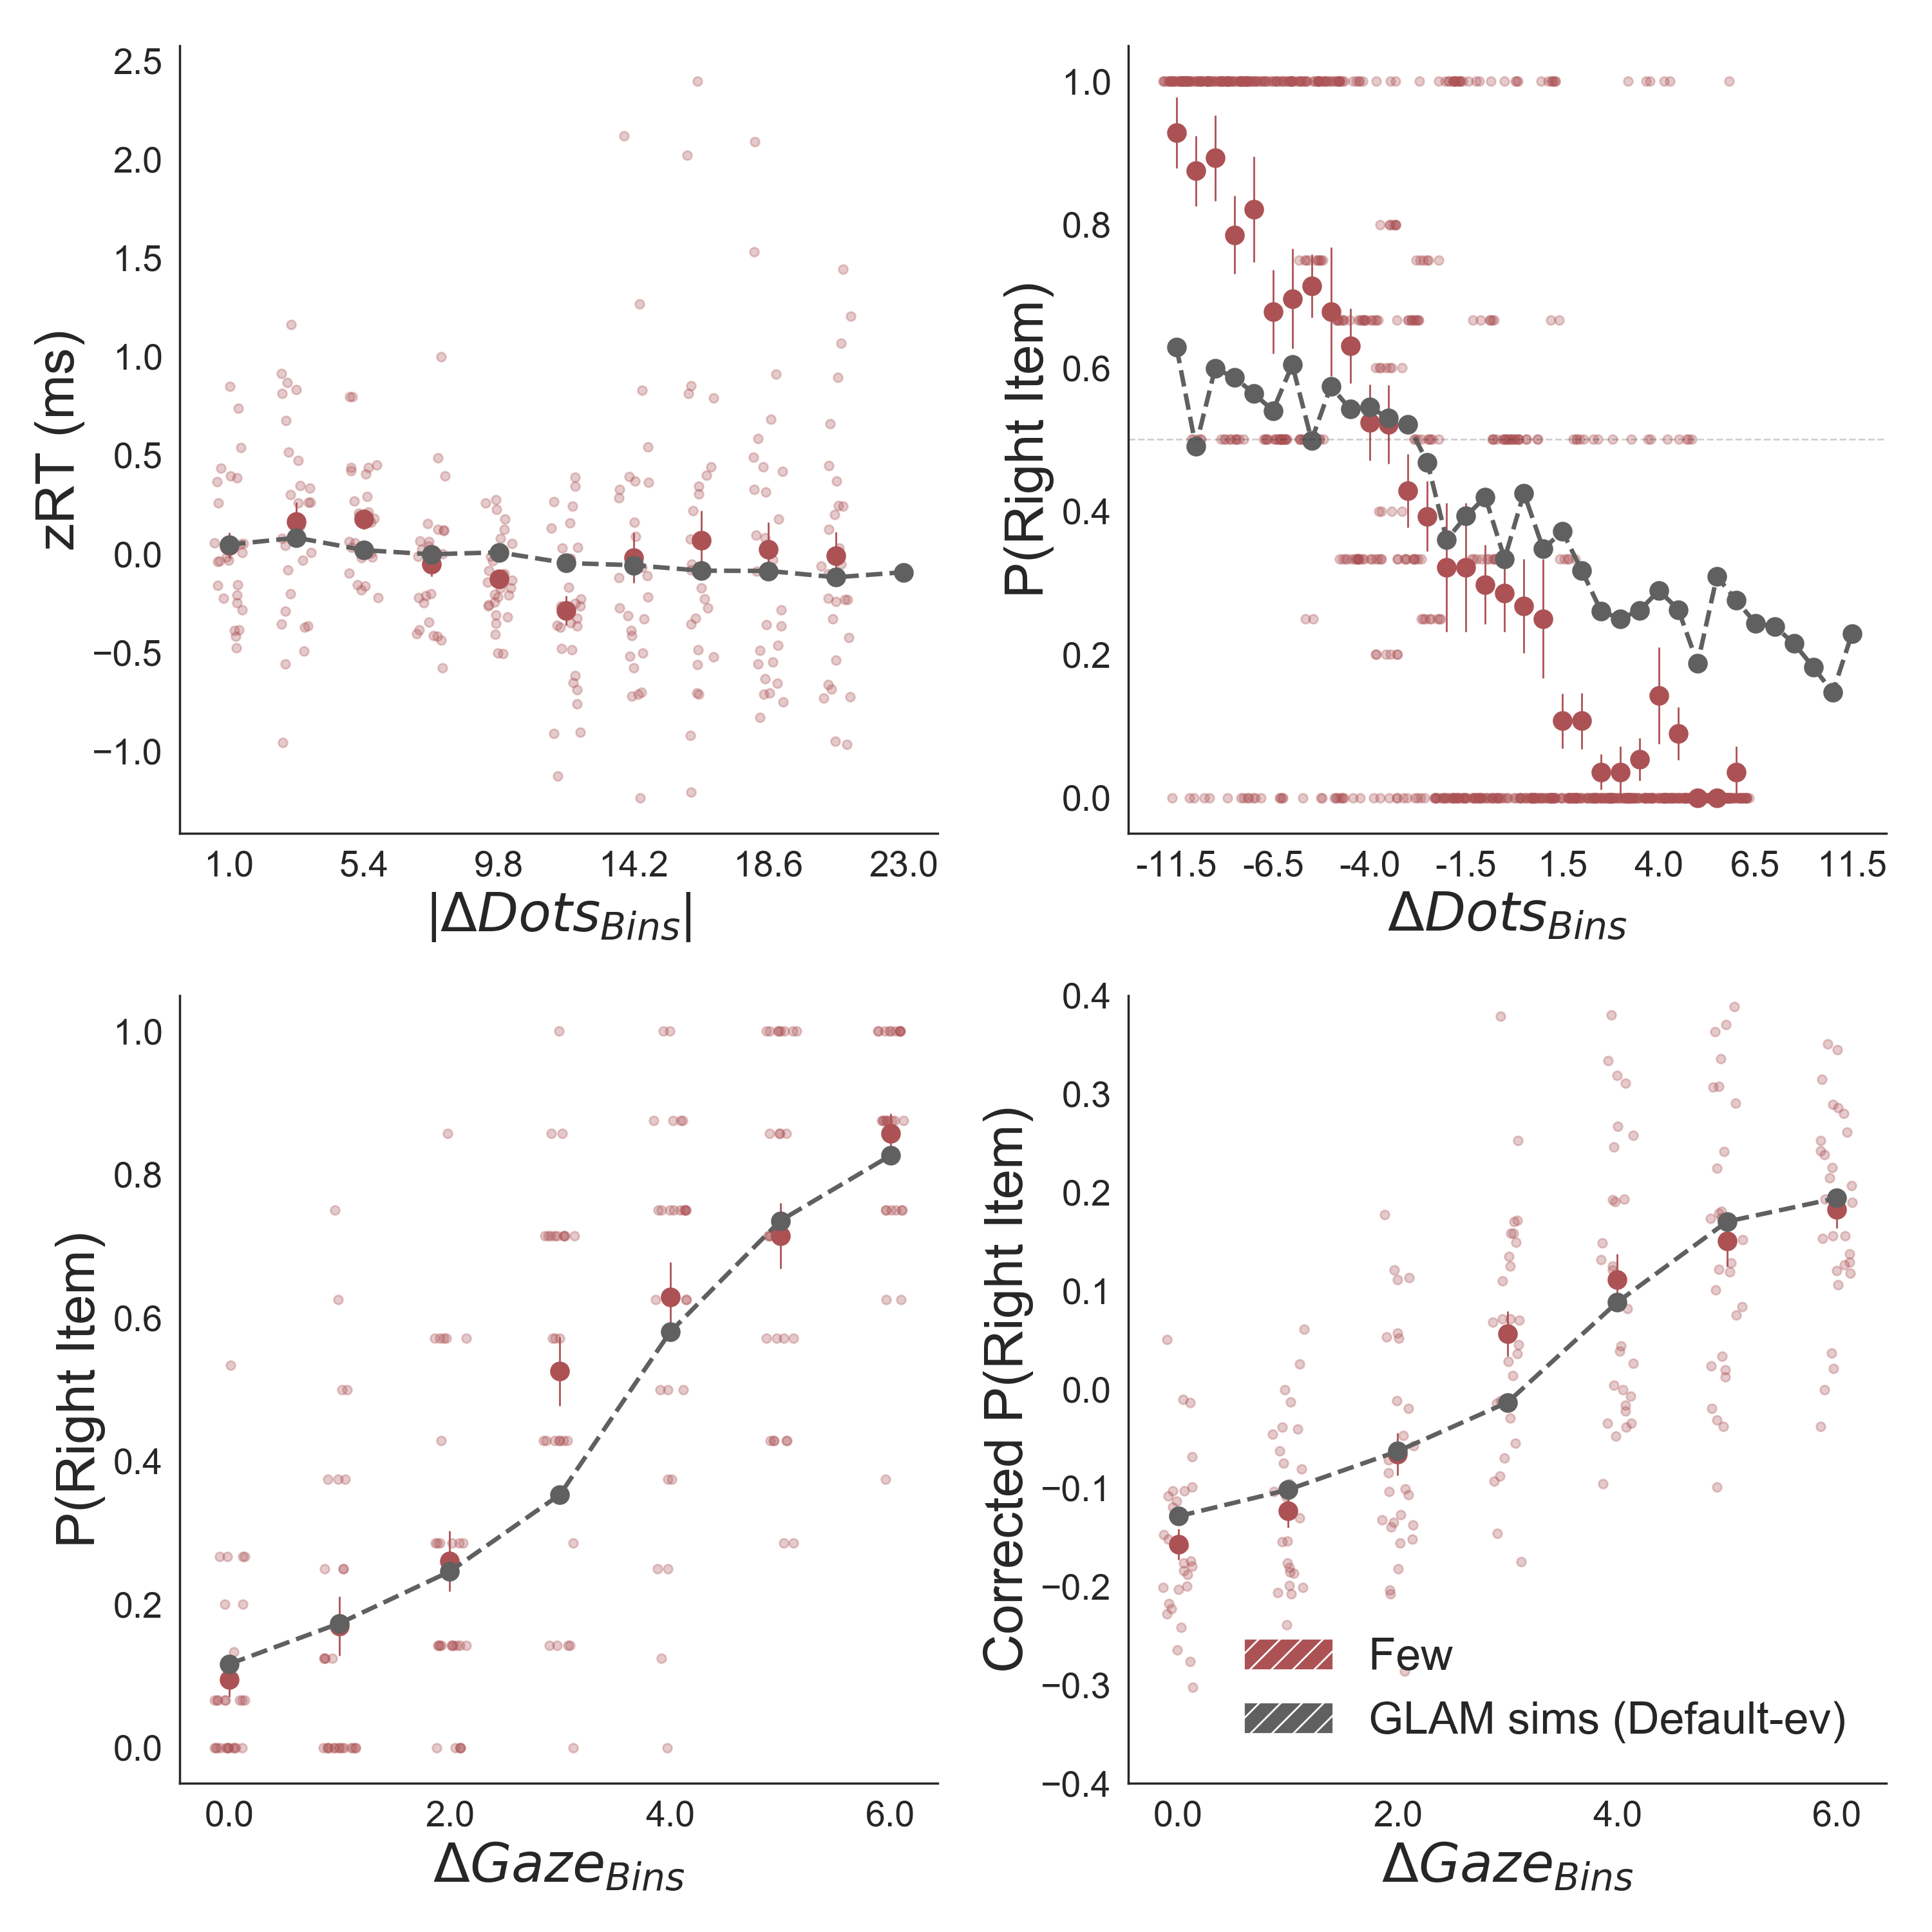 2.5
2.0
1.5
1.0
0.5
0.0
−0.5
−1.0
zRT (ms)
1.0 5.4 9.8 14.2 18.6 23.0
|ΔDots_Bins|
1.0
0.8
0.6
0.4
0.2
0.0
P(Right Item)
-11.5 -6.5 -4.0 -1.5 1.5 4.0 6.5 11.5
ΔDots_Bins
1.0
0.8
0.6
0.4
0.2
0.0
P(Right Item)
0.0 2.0 4.0 6.0
ΔGaze_Bins
0.4
0.3
0.2
0.1
0.0
−0.1
−0.2
−0.3
−0.4
Corrected P(Right Item)
Few
GLAM sims (Default-ev)
0.0 2.0 4.0 6.0
ΔGaze_Bins